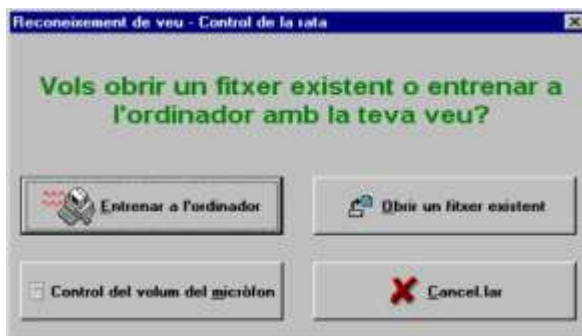 Reconeixement de veu - Control de la rata
Vols obrir un fitxer existent o entrenar a
l'ordinador amb la teva veu?
Entrenar a l'ordinador
Obrir un fitxer existent
Control del volum del micròfon
Cancel.lar